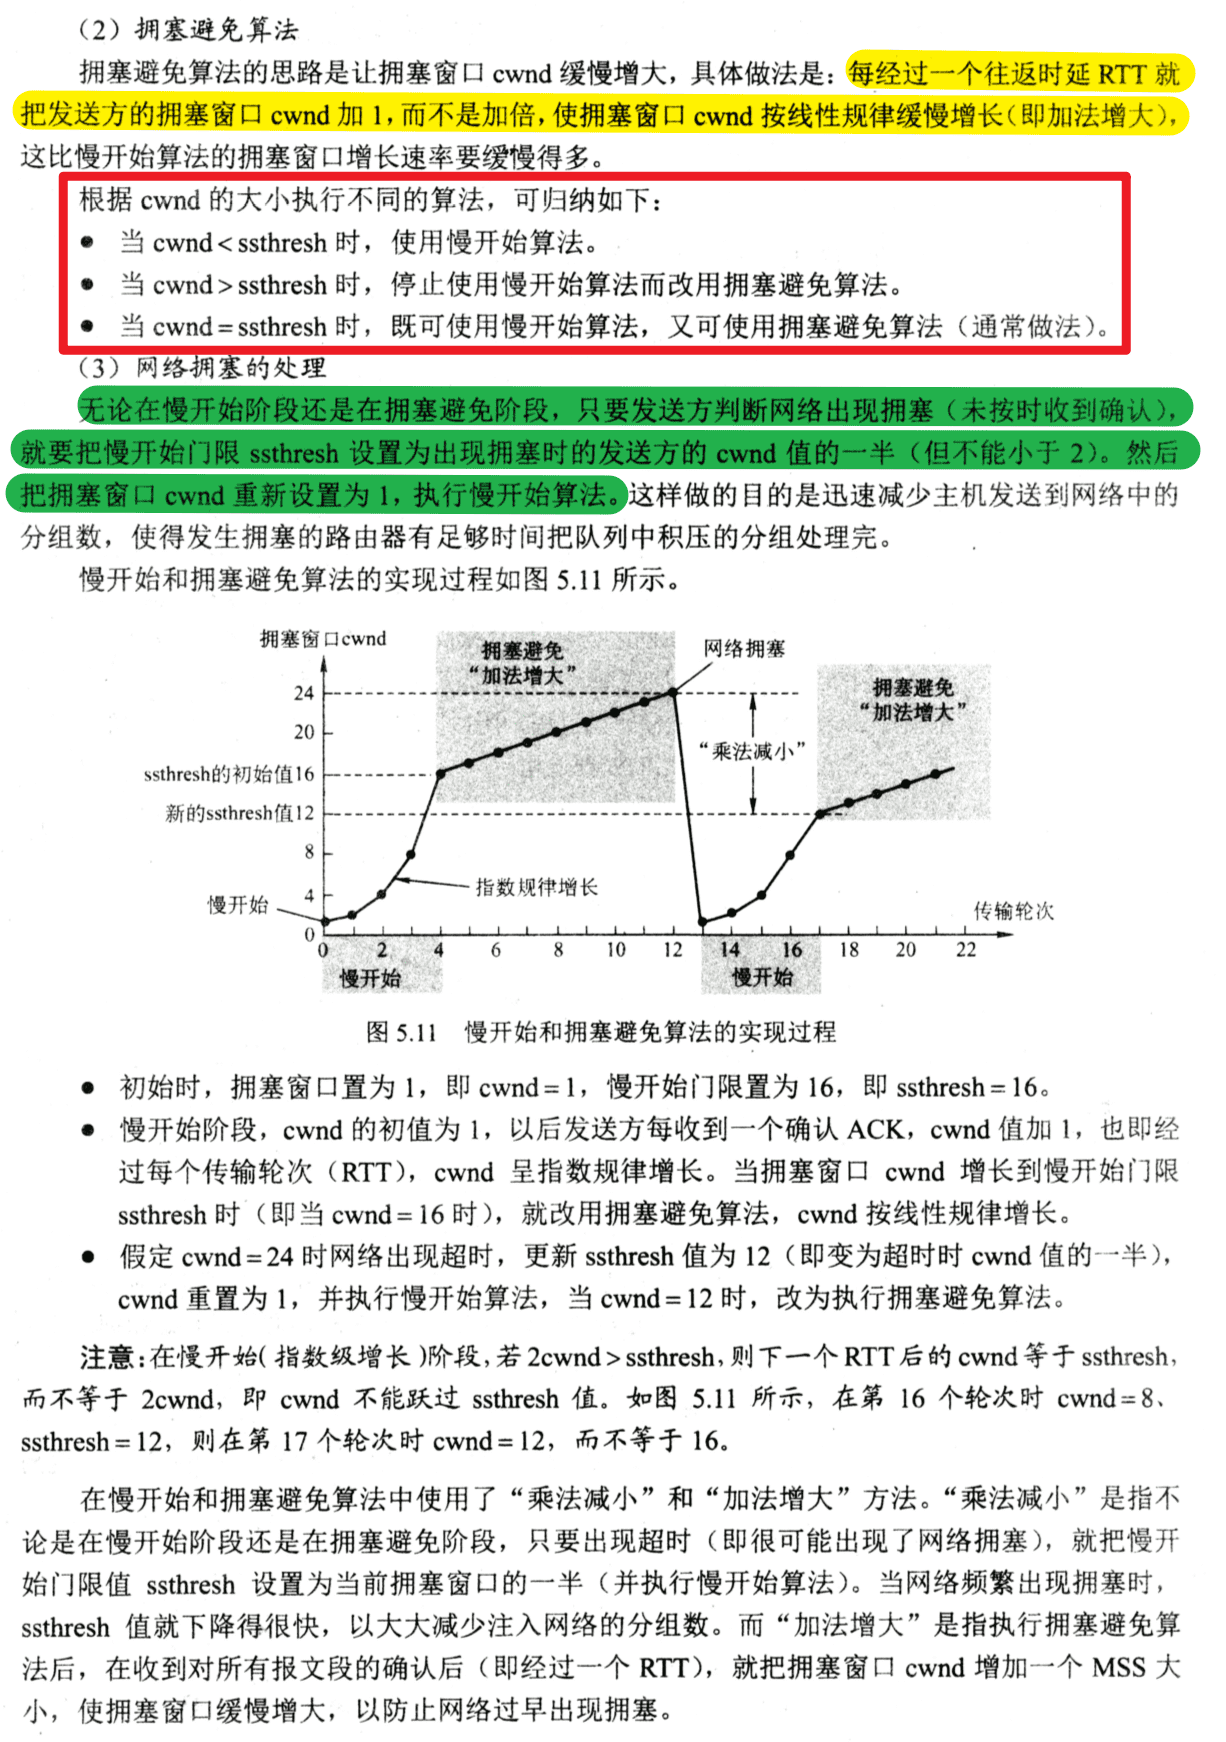 （2）拥塞避免算法
拥塞避免算法的思路是让拥塞窗口 cwnd 缓慢增大，具体做法是：每经过一个往返时延 RTT 就
把发送方的拥塞窗口 cwnd 加 1，而不是加倍，使拥塞窗口 cwnd 按线性规律缓慢增长（即加法增大），
这比慢开始算法的拥塞窗口增长速率要缓慢得多。
根据 cwnd 的大小执行不同的算法，可归纳如下：
● 当 cwnd < ssthresh 时，使用慢开始算法。
● 当 cwnd > ssthresh 时，停止使用慢开始算法而改用拥塞避免算法。
● 当 cwnd = ssthresh 时，既可使用慢开始算法，又可使用拥塞避免算法（通常做法）。
（3）网络拥塞的处理
无论在慢开始阶段还是在拥塞避免阶段，只要发送方判断网络出现拥塞（未按时收到确认），
就要把慢开始门限 ssthresh 设置为出现拥塞时的发送方的 cwnd 值的一半（但不能小于 2）。然后
把拥塞窗口 cwnd 重新设置为 1，执行慢开始算法。这样做的目的是迅速减少主机发送到网络中的
分组数，使得发生拥塞的路由器有足够时间把队列中积压的分组处理完。
慢开始和拥塞避免算法的实现过程如图 5.11 所示。
拥塞窗口cwnd
拥塞避免
“加法增大”
网络拥塞
拥塞避免
“加法增大”
24
20
“乘法减小”
ssthresh的初始值16
新的ssthresh值12
8
指数规律增长
4
慢开始
传输轮次
0
0 2 4 6 8 10 12 14 16 18 20 22
慢开始 慢开始
图 5.11 慢开始和拥塞避免算法的实现过程
● 初始时，拥塞窗口置为 1，即 cwnd = 1，慢开始门限置为 16，即 ssthresh = 16。
● 慢开始阶段，cwnd 的初值为 1，以后发送方每收到一个确认 ACK，cwnd 值加 1，也即经
过每个传输轮次（RTT），cwnd 呈指数规律增长。当拥塞窗口 cwnd 增长到慢开始门限
ssthresh 时（即当 cwnd = 16 时），就改用拥塞避免算法，cwnd 按线性规律增长。
● 假定 cwnd = 24 时网络出现超时，更新 ssthresh 值为 12（即变为超时时 cwnd 值的一半），
cwnd 重置为 1，并执行慢开始算法，当 cwnd = 12 时，改为执行拥塞避免算法。
注意：在慢开始（指数级增长）阶段，若 2cwnd > ssthresh，则下一个 RTT 后的 cwnd 等于 ssthresh，
而不等于 2cwnd，即 cwnd 不能跃过 ssthresh 值。如图 5.11 所示，在第 16 个轮次时 cwnd = 8、
ssthresh = 12，则在第 17 个轮次时 cwnd = 12，而不等于 16。
在慢开始和拥塞避免算法中使用了“乘法减小”和“加法增大”方法。“乘法减小”是指不
论是在慢开始阶段还是在拥塞避免阶段，只要出现超时（即很可能出现了网络拥塞），就把慢开
始门限值 ssthresh 设置为当前拥塞窗口的一半（并执行慢开始算法）。当网络频繁出现拥塞时，
ssthresh 值就下降得很快，以大大减少注入网络的分组数。而“加法增大”是指执行拥塞避免算
法后，在收到对所有报文段的确认后（即经过一个 RTT），就把拥塞窗口 cwnd 增加一个 MSS 大
小，使拥塞窗口缓慢增大，以防止网络过早出现拥塞。